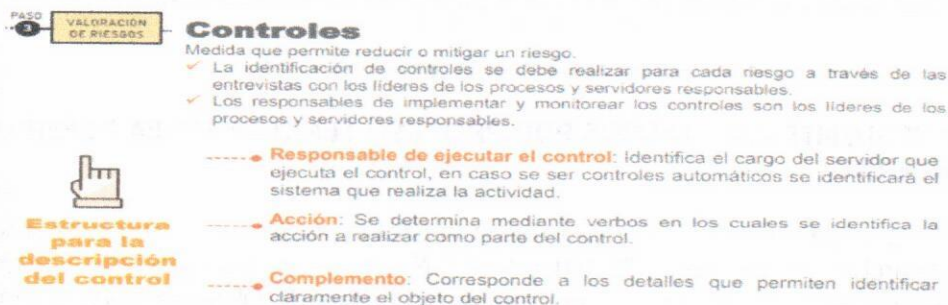 PASO
3
VALORACIÓN
DE RIESGOS
Controles
Medida que permite reducir o mitigar un riesgo.
✓ La identificación de controles se debe realizar para cada riesgo a través de las
entrevistas con los líderes de los procesos y servidores responsables.
✓ Los responsables de implementar y monitorear los controles son los líderes de los
procesos y servidores responsables.
Estructura
para la
descripción
del control
Responsable de ejecutar el control: Identifica el cargo del servidor que
ejecuta el control, en caso se ser controles automáticos se identificará el
sistema que realiza la actividad.
Acción: Se determina mediante verbos en los cuales se identifica la
acción a realizar como parte del control.
Complemento: Corresponde a los detalles que permiten identificar
claramente el objeto del control.